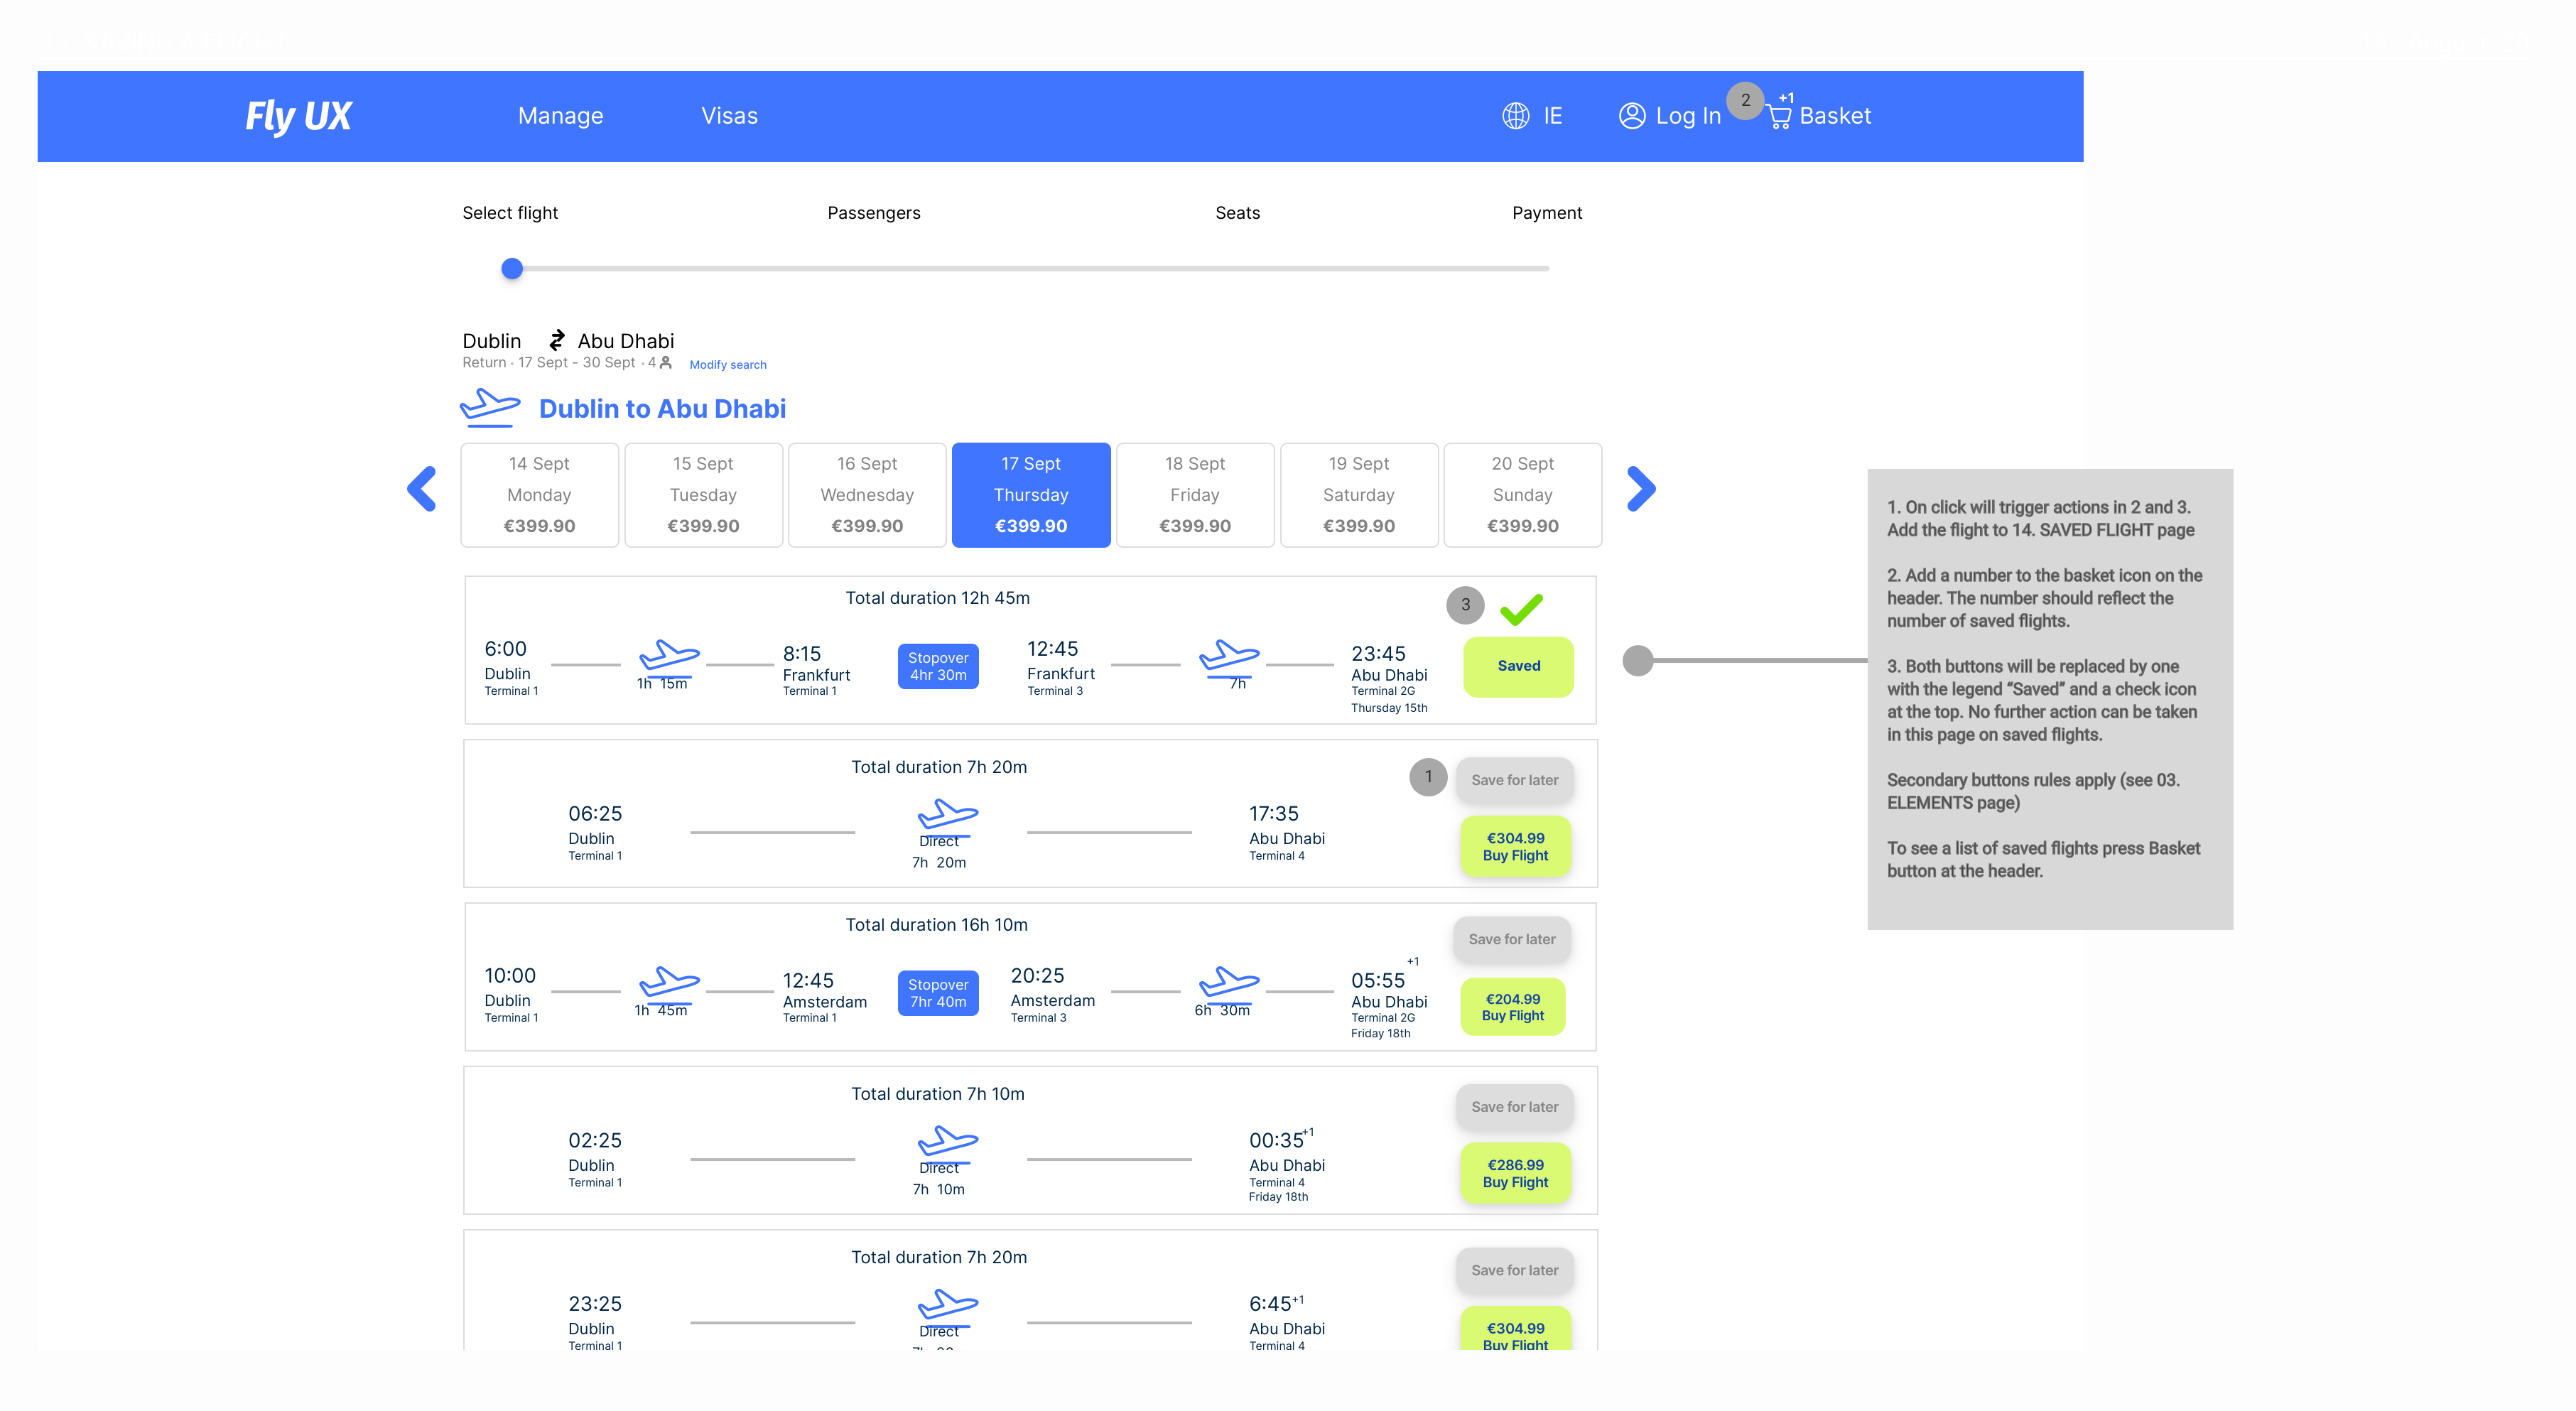 Fly UX
Manage
Visas
IE
Log In
2
+1
Basket
Select flight
Passengers
Seats
Payment
Dublin Abu Dhabi
Return · 17 Sept - 30 Sept · 4
Modify search
Dublin to Abu Dhabi
14 Sept
Monday
€399.90
15 Sept
Tuesday
€399.90
16 Sept
Wednesday
€399.90
17 Sept
Thursday
€399.90
18 Sept
Friday
€399.90
19 Sept
Saturday
€399.90
20 Sept
Sunday
€399.90
Total duration 12h 45m
6:00
Dublin
Terminal 1
1h 15m
8:15
Frankfurt
Terminal 1
Stopover
4hr 30m
12:45
Frankfurt
Terminal 3
7h
23:45
Abu Dhabi
Terminal 2G
Thursday 15th
3
Saved
Total duration 7h 20m
06:25
Dublin
Terminal 1
Direct
7h 20m
17:35
Abu Dhabi
Terminal 4
1
Save for later
€304.99
Buy Flight
Total duration 16h 10m
10:00
Dublin
Terminal 1
1h 45m
12:45
Amsterdam
Terminal 1
Stopover
7hr 40m
20:25
Amsterdam
Terminal 3
6h 30m
+1
05:55
Abu Dhabi
Terminal 2G
Friday 18th
Save for later
€204.99
Buy Flight
Total duration 7h 10m
02:25
Dublin
Terminal 1
Direct
7h 10m
00:35+1
Abu Dhabi
Terminal 4
Friday 18th
Save for later
€286.99
Buy Flight
Total duration 7h 20m
23:25
Dublin
Terminal 1
Direct
6:45+1
Abu Dhabi
Terminal 4
Save for later
€304.99
Buy Flight
1. On click will trigger actions in 2 and 3.
Add the flight to 14. SAVED FLIGHT page
2. Add a number to the basket icon on the
header. The number should reflect the
number of saved flights.
3. Both buttons will be replaced by one
with the legend “Saved” and a check icon
at the top. No further action can be taken
in this page on saved flights.
Secondary buttons rules apply (see 03.
ELEMENTS page)
To see a list of saved flights press Basket
button at the header.